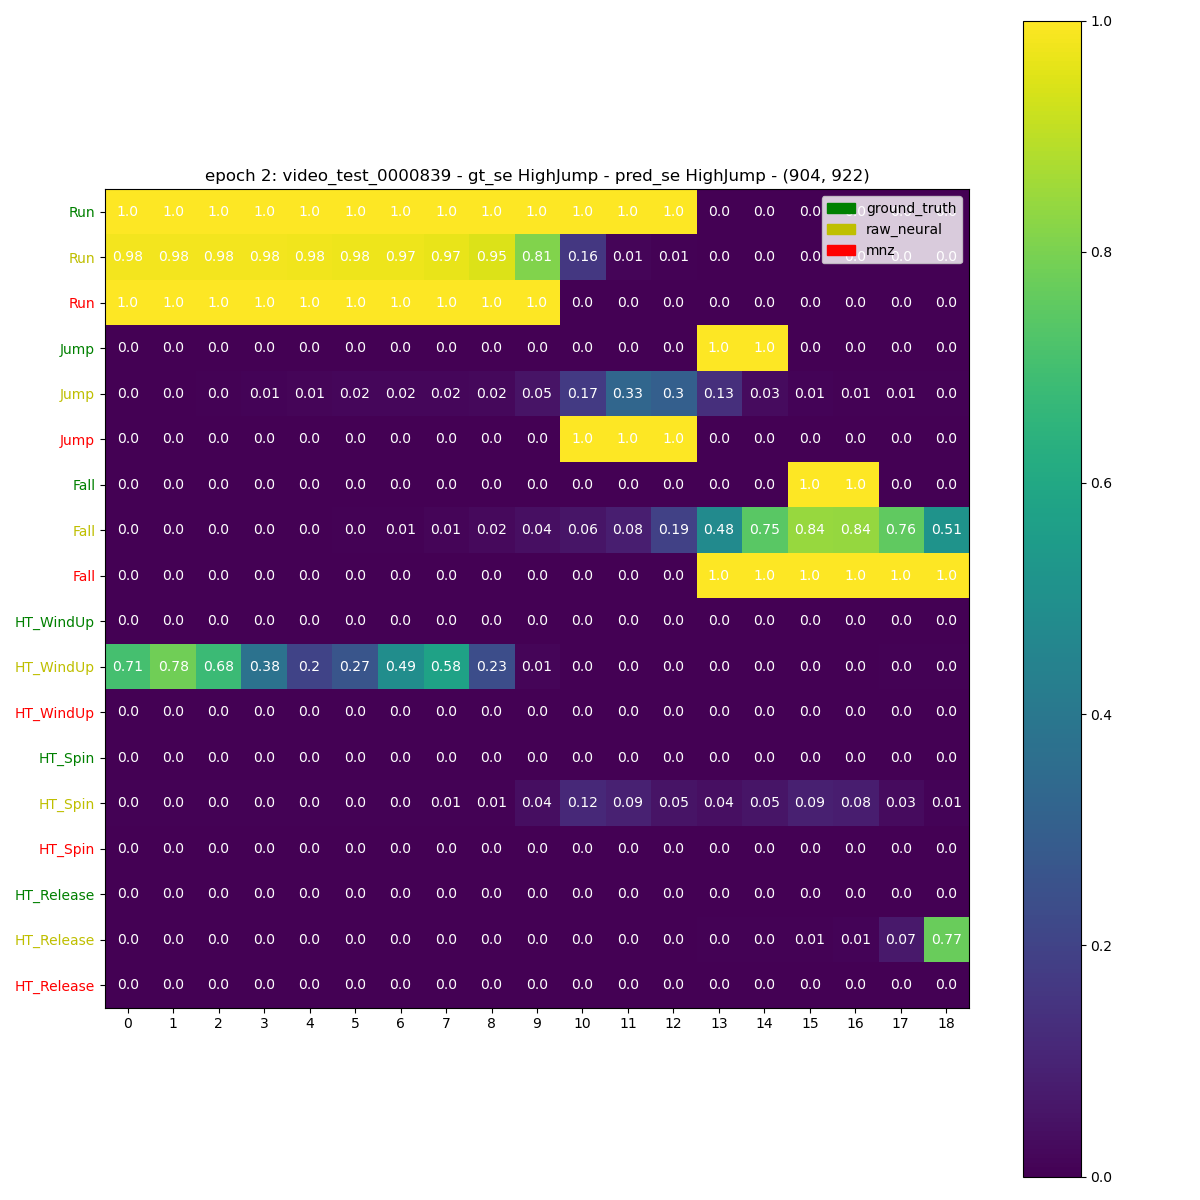 epoch 2: video_test_0000839 - gt_se HighJump - pred_se HighJump - (904, 922)
ground_truth
raw_neural
mnz
Run 1.0 1.0 1.0 1.0 1.0 1.0 1.0 1.0 1.0 1.0 1.0 1.0 1.0 0.0 0.0 0.0 0.0
Run 0.98 0.98 0.98 0.98 0.98 0.98 0.97 0.97 0.95 0.81 0.16 0.01 0.01 0.0 0.0 0.0 0.0 0.0 0.0
Run 1.0 1.0 1.0 1.0 1.0 1.0 1.0 1.0 1.0 1.0 0.0 0.0 0.0 0.0 0.0 0.0 0.0 0.0 0.0
Jump 0.0 0.0 0.0 0.0 0.0 0.0 0.0 0.0 0.0 0.0 0.0 0.0 0.0 1.0 1.0 0.0 0.0 0.0 0.0
Jump 0.0 0.0 0.0 0.01 0.01 0.02 0.02 0.02 0.02 0.05 0.17 0.33 0.3 0.13 0.03 0.01 0.01 0.01 0.0
Jump 0.0 0.0 0.0 0.0 0.0 0.0 0.0 0.0 0.0 0.0 1.0 1.0 1.0 0.0 0.0 0.0 0.0 0.0 0.0
Fall 0.0 0.0 0.0 0.0 0.0 0.0 0.0 0.0 0.0 0.0 0.0 0.0 0.0 0.0 0.0 1.0 1.0 0.0 0.0
Fall 0.0 0.0 0.0 0.0 0.0 0.0 0.01 0.01 0.02 0.04 0.06 0.08 0.19 0.48 0.75 0.84 0.84 0.76 0.51
Fall 0.0 0.0 0.0 0.0 0.0 0.0 0.0 0.0 0.0 0.0 0.0 0.0 0.0 1.0 1.0 1.0 1.0 1.0 1.0
HT_WindUp 0.0 0.0 0.0 0.0 0.0 0.0 0.0 0.0 0.0 0.0 0.0 0.0 0.0 0.0 0.0 0.0 0.0 0.0 0.0
HT_WindUp 0.71 0.78 0.68 0.38 0.2 0.27 0.49 0.58 0.23 0.01 0.0 0.0 0.0 0.0 0.0 0.0 0.0 0.0 0.0
HT_WindUp 0.0 0.0 0.0 0.0 0.0 0.0 0.0 0.0 0.0 0.0 0.0 0.0 0.0 0.0 0.0 0.0 0.0 0.0 0.0
HT_Spin 0.0 0.0 0.0 0.0 0.0 0.0 0.0 0.0 0.0 0.0 0.0 0.0 0.0 0.0 0.0 0.0 0.0 0.0 0.0
HT_Spin 0.0 0.0 0.0 0.0 0.0 0.0 0.0 0.01 0.01 0.04 0.12 0.09 0.05 0.04 0.05 0.09 0.08 0.03 0.01
HT_Spin 0.0 0.0 0.0 0.0 0.0 0.0 0.0 0.0 0.0 0.0 0.0 0.0 0.0 0.0 0.0 0.0 0.0 0.0 0.0
HT_Release 0.0 0.0 0.0 0.0 0.0 0.0 0.0 0.0 0.0 0.0 0.0 0.0 0.0 0.0 0.0 0.0 0.0 0.0 0.0
HT_Release 0.0 0.0 0.0 0.0 0.0 0.0 0.0 0.0 0.0 0.0 0.0 0.0 0.0 0.0 0.0 0.01 0.01 0.07 0.77
HT_Release 0.0 0.0 0.0 0.0 0.0 0.0 0.0 0.0 0.0 0.0 0.0 0.0 0.0 0.0 0.0 0.0 0.0 0.0 0.0
0 1 2 3 4 5 6 7 8 9 10 11 12 13 14 15 16 17 18
1.0
0.8
0.6
0.4
0.2
0.0